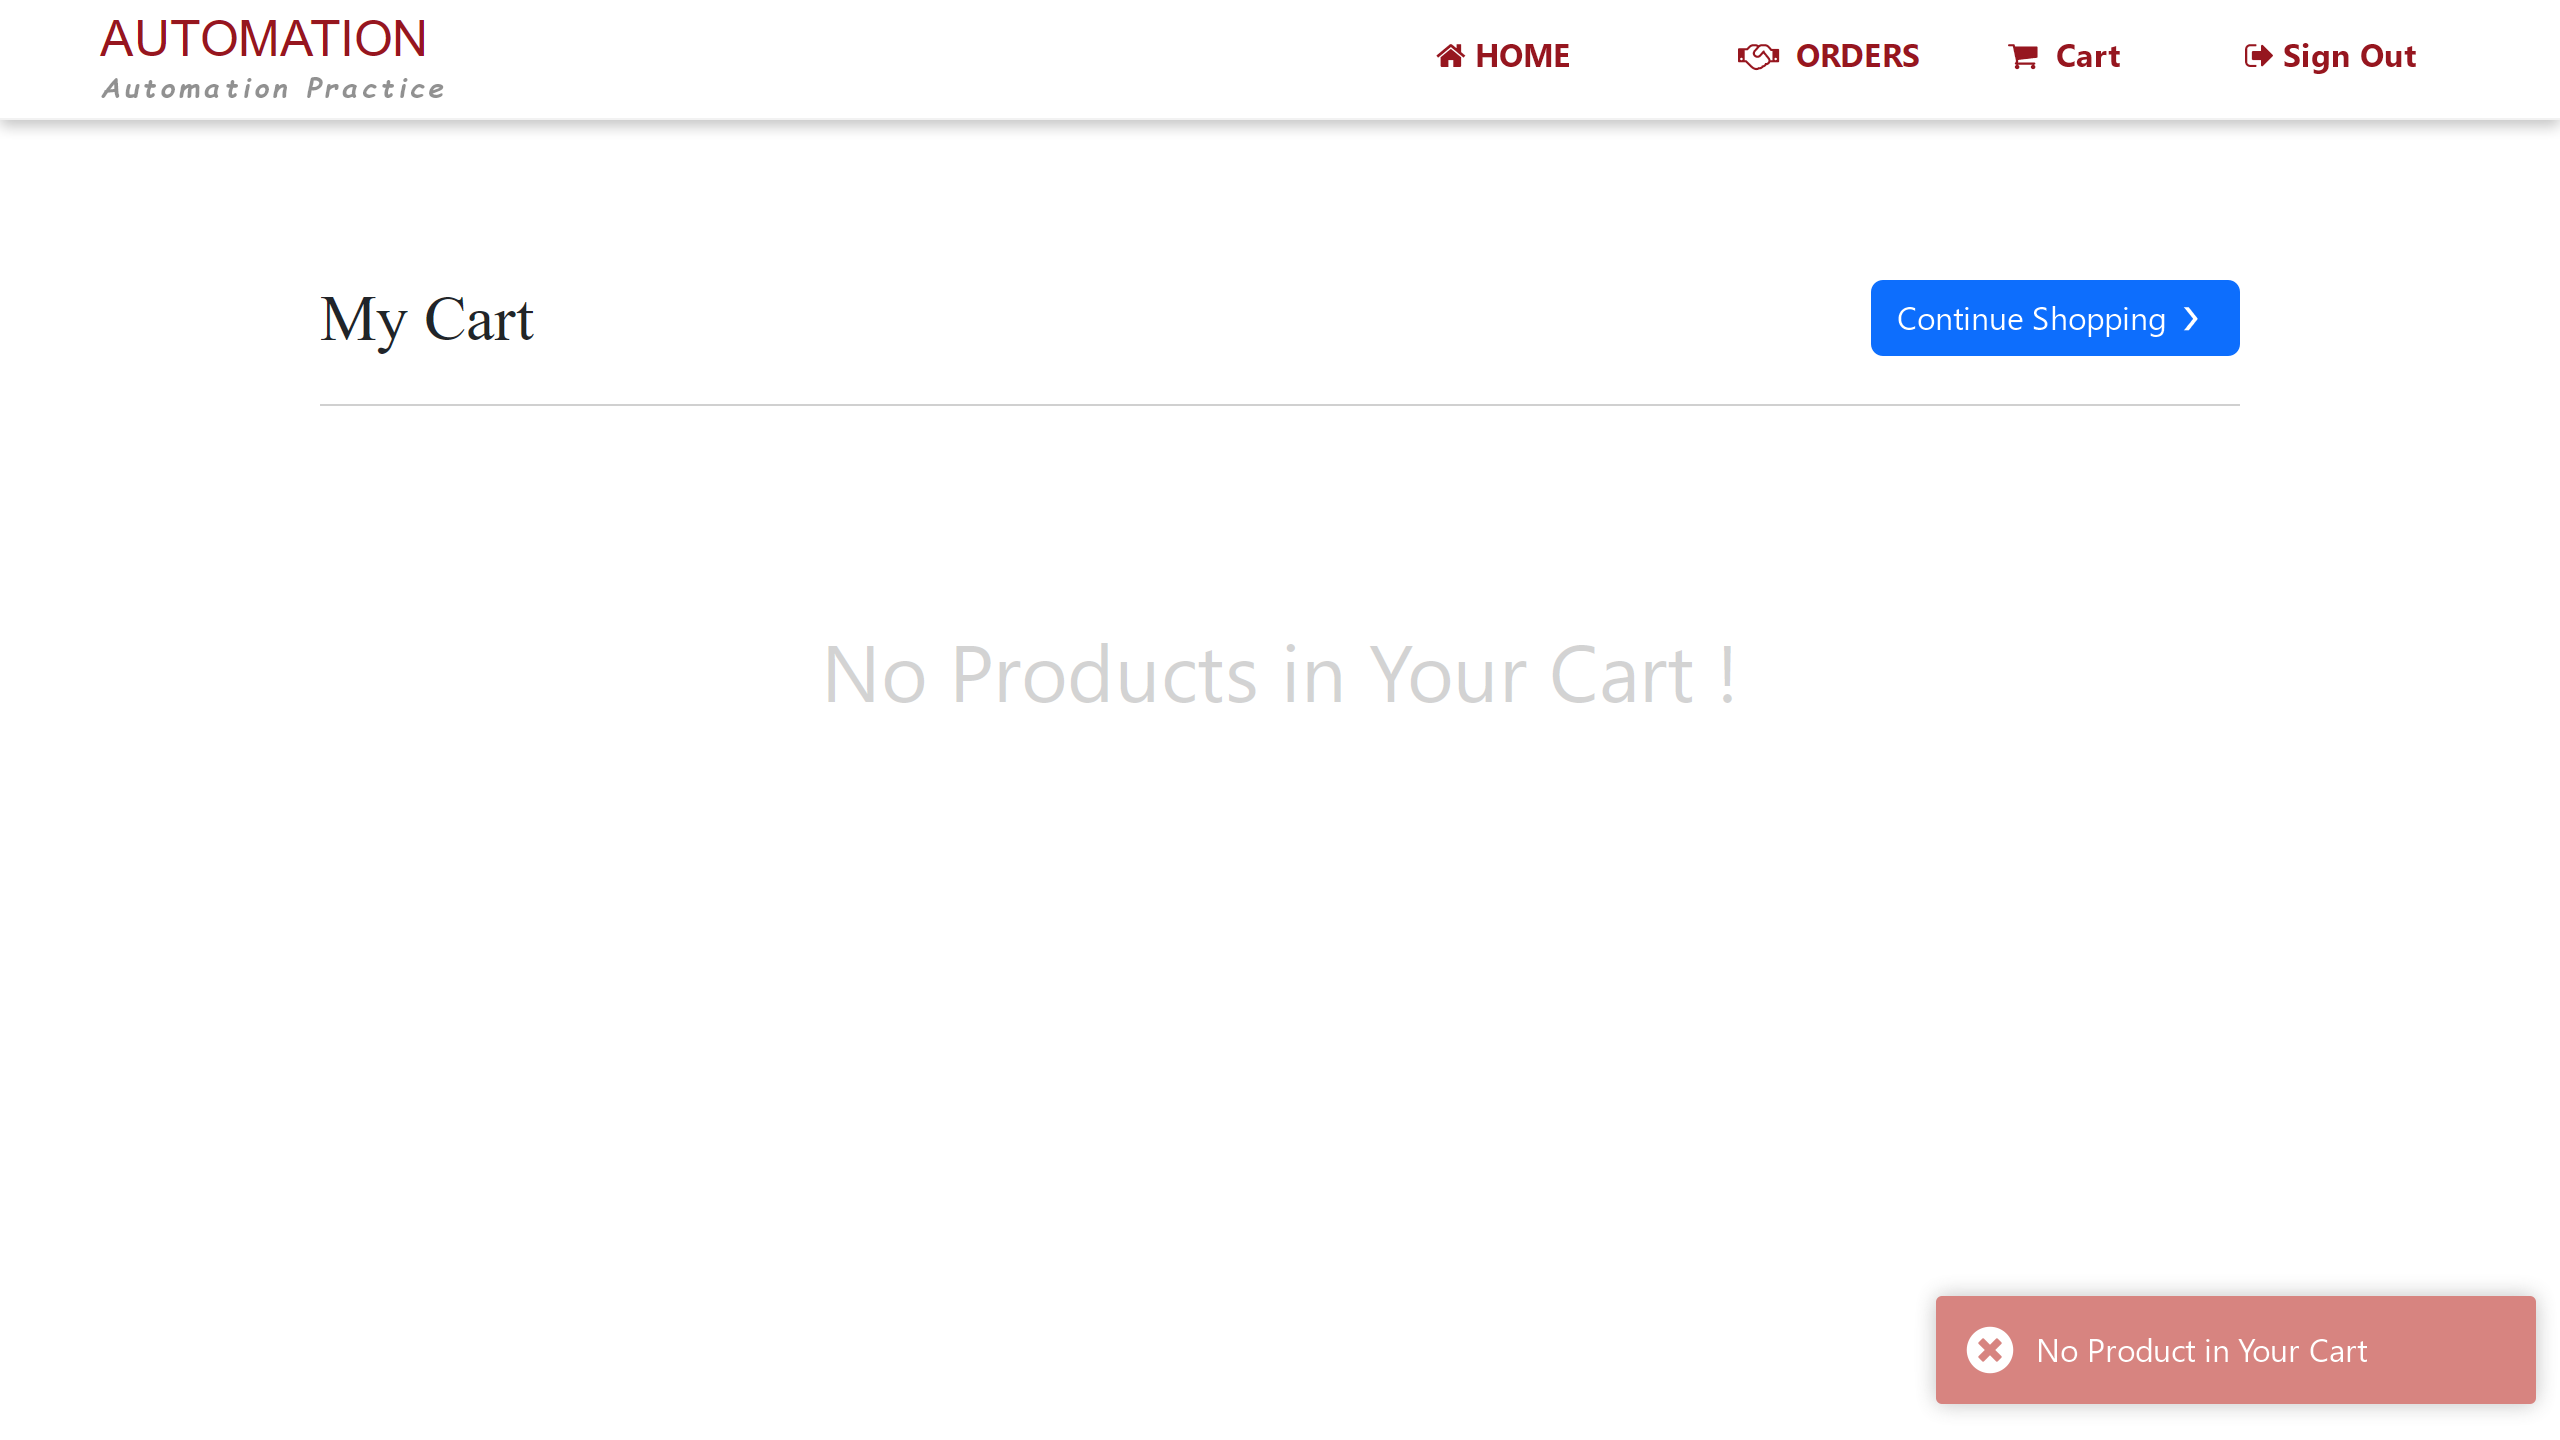 AUTOMATION
Automation Practice
HOME
ORDERS
Cart
Sign Out
My Cart
Continue Shopping
No Products in Your Cart !
No Product in Your Cart